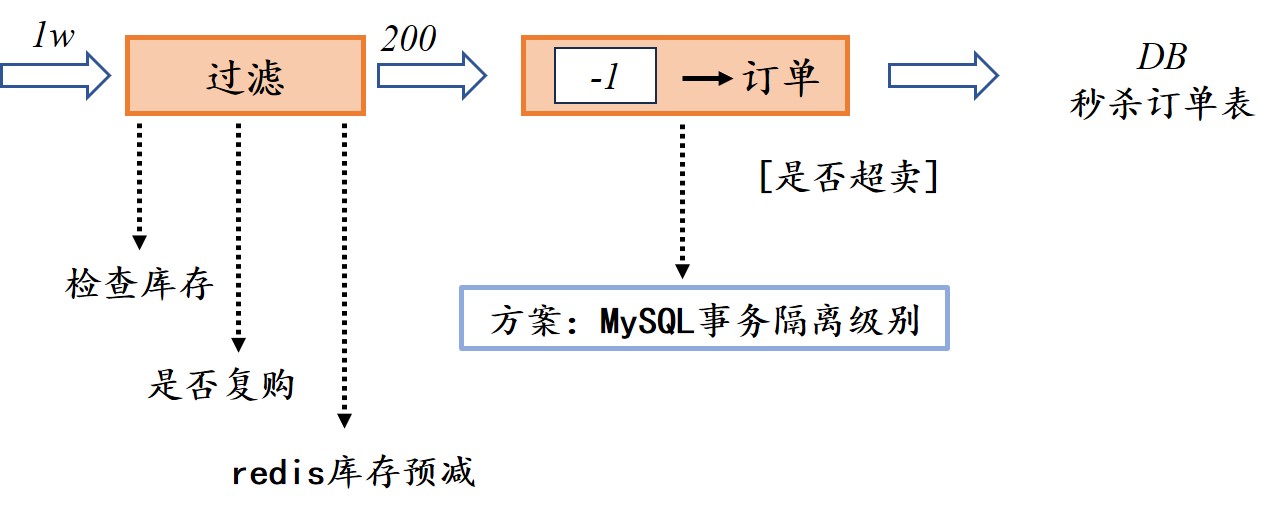 1w
过滤
200
-1
订单
DB
秒杀订单表
[是否超卖]
检查库存
方案：MySQL事务隔离级别
是否复购
redis库存预减